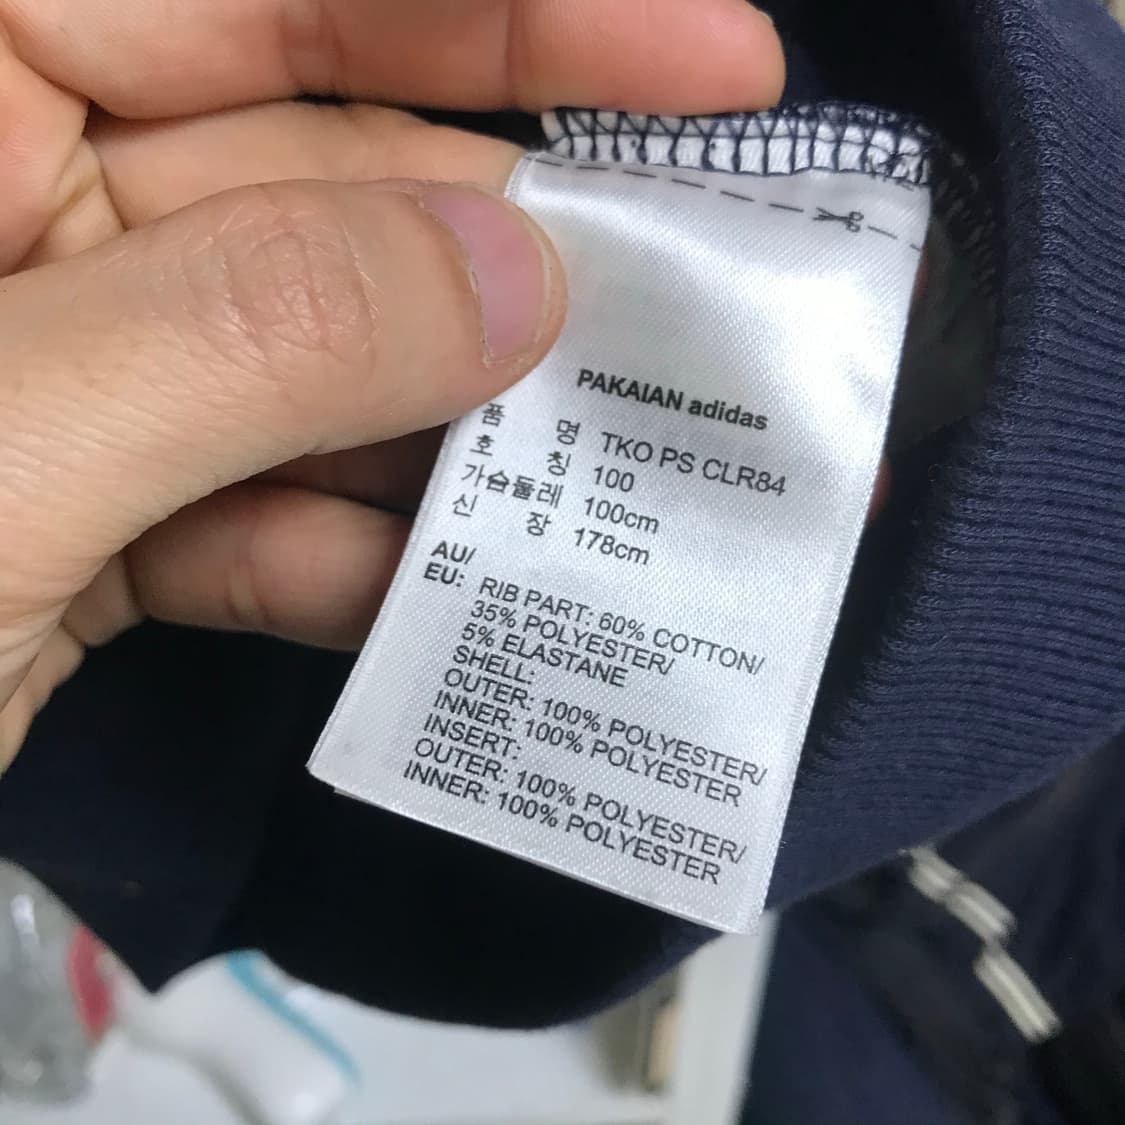 PAKAIAN adidas
품 명 TKO PS CLR84
호 칭 100
가슴둘레 100cm
신 장 178cm
AU/
EU: RIB PART: 60% COTTON/
35% POLYESTER/
5% ELASTANE
SHELL:
OUTER: 100% POLYESTER/
INNER: 100% POLYESTER
INSERT:
OUTER: 100% POLYESTER/
INNER: 100% POLYESTER